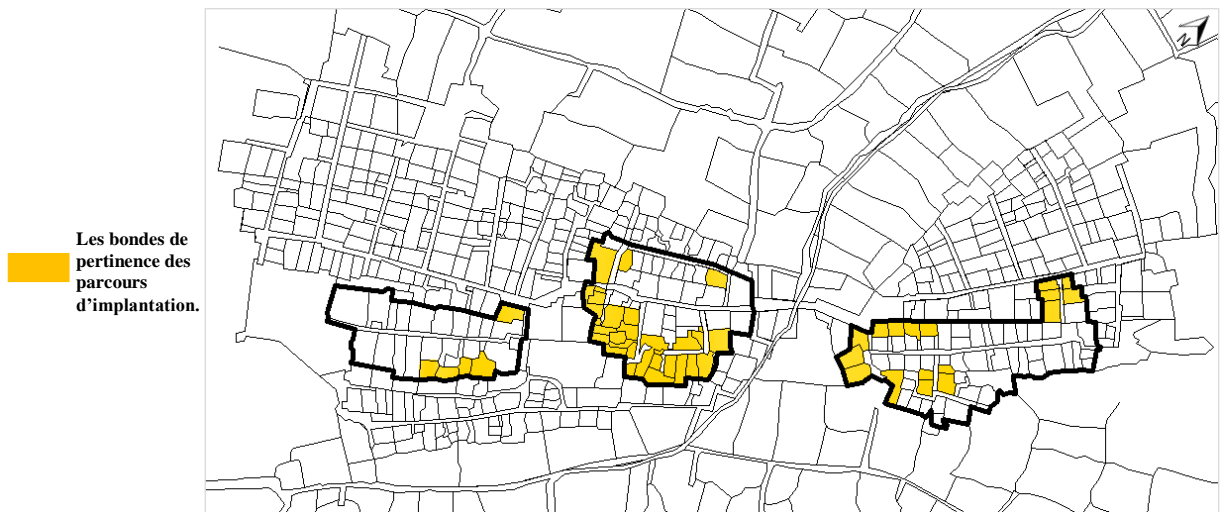 Les bondes de
pertinence des
parcours
d'implantation.
N